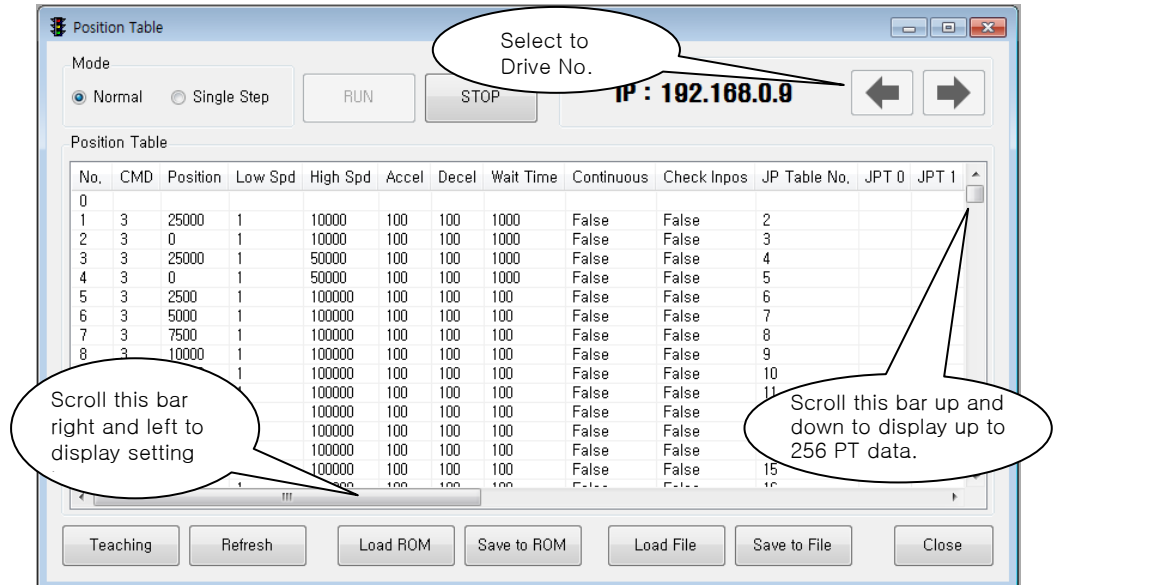 Position Table
Select to
Drive No.
Mode
Normal Single Step RUN STOP IP : 192.168.0.9
Position Table
No. CMD Position Low Spd High Spd Accel Decel Wait Time Continuous Check Inpos JP Table No. JPT 0 JPT 1
0
1 3 25000 1 10000 100 100 1000 False False 2
2 3 0 1 10000 100 100 1000 False False 3
3 3 25000 1 50000 100 100 1000 False False 4
4 3 0 1 50000 100 100 1000 False False 5
5 3 2500 1 100000 100 100 100 False False 6
6 3 5000 1 100000 100 100 100 False False 7
7 3 7500 1 100000 100 100 100 False False 8
8 3 10000 1 100000 100 100 100 False False 9
1 100000 100 100 100 False False 10
100000 100 100 100 False False 11
100000 100 100 100 False False
100000 100 100 100 False False
100000 100 100 100 False False
100000 100 100 100 False False 15
100 100 100 False False 16
Scroll this bar
right and left to
display setting
Scroll this bar up and
down to display up to
256 PT data.
Teaching Refresh Load ROM Save to ROM Load File Save to File Close